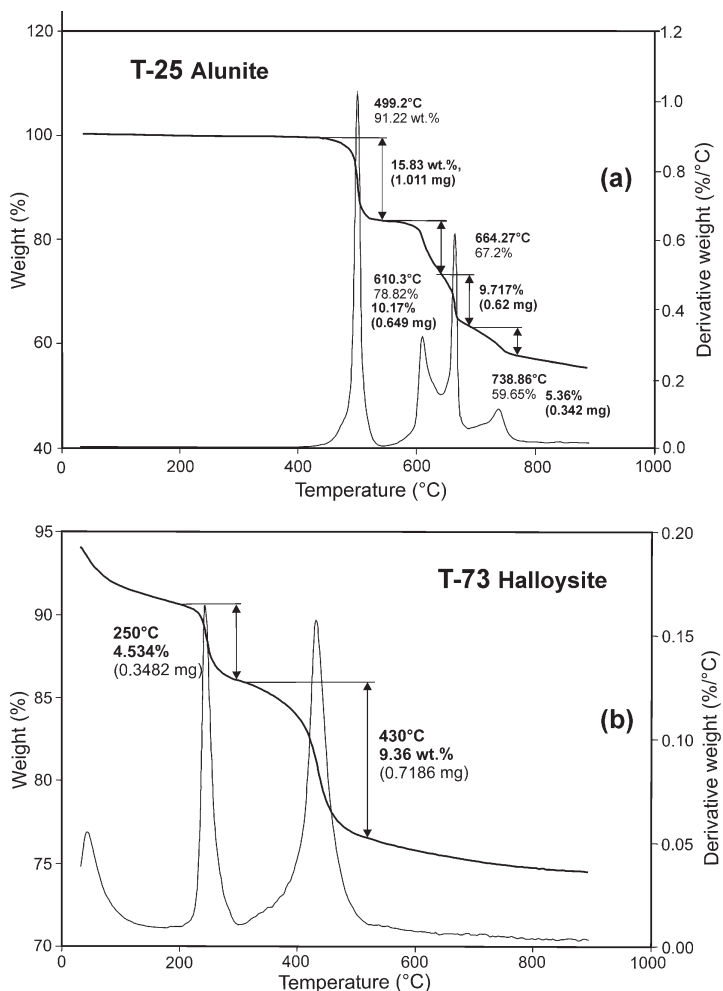 120
1.2
T-25 Alunite
499.2°C
91.22 wt.%
1.0
100
15.83 wt.%,
(1.011 mg)
(a)
0.8
Weight (%)
Derivative weight (%/°C)
80
664.27°C
67.2%
0.6
610.3°C
78.82%
10.17%
(0.649 mg)
9.717%
(0.62 mg)
0.4
60
738.86°C
59.65%
5.36%
(0.342 mg)
0.2
40
0.0
0
200
400
600
800
1000
Temperature (°C)
95
0.20
T-73 Halloysite
90
250°C
4.534%
(0.3482 mg)
0.15
85
Weight (%)
(b)
Derivative weight (%/°C)
430°C
9.36 wt.%
(0.7186 mg)
0.10
80
75
0.05
70
0.00
0
200
400
600
800
1000
Temperature (°C)